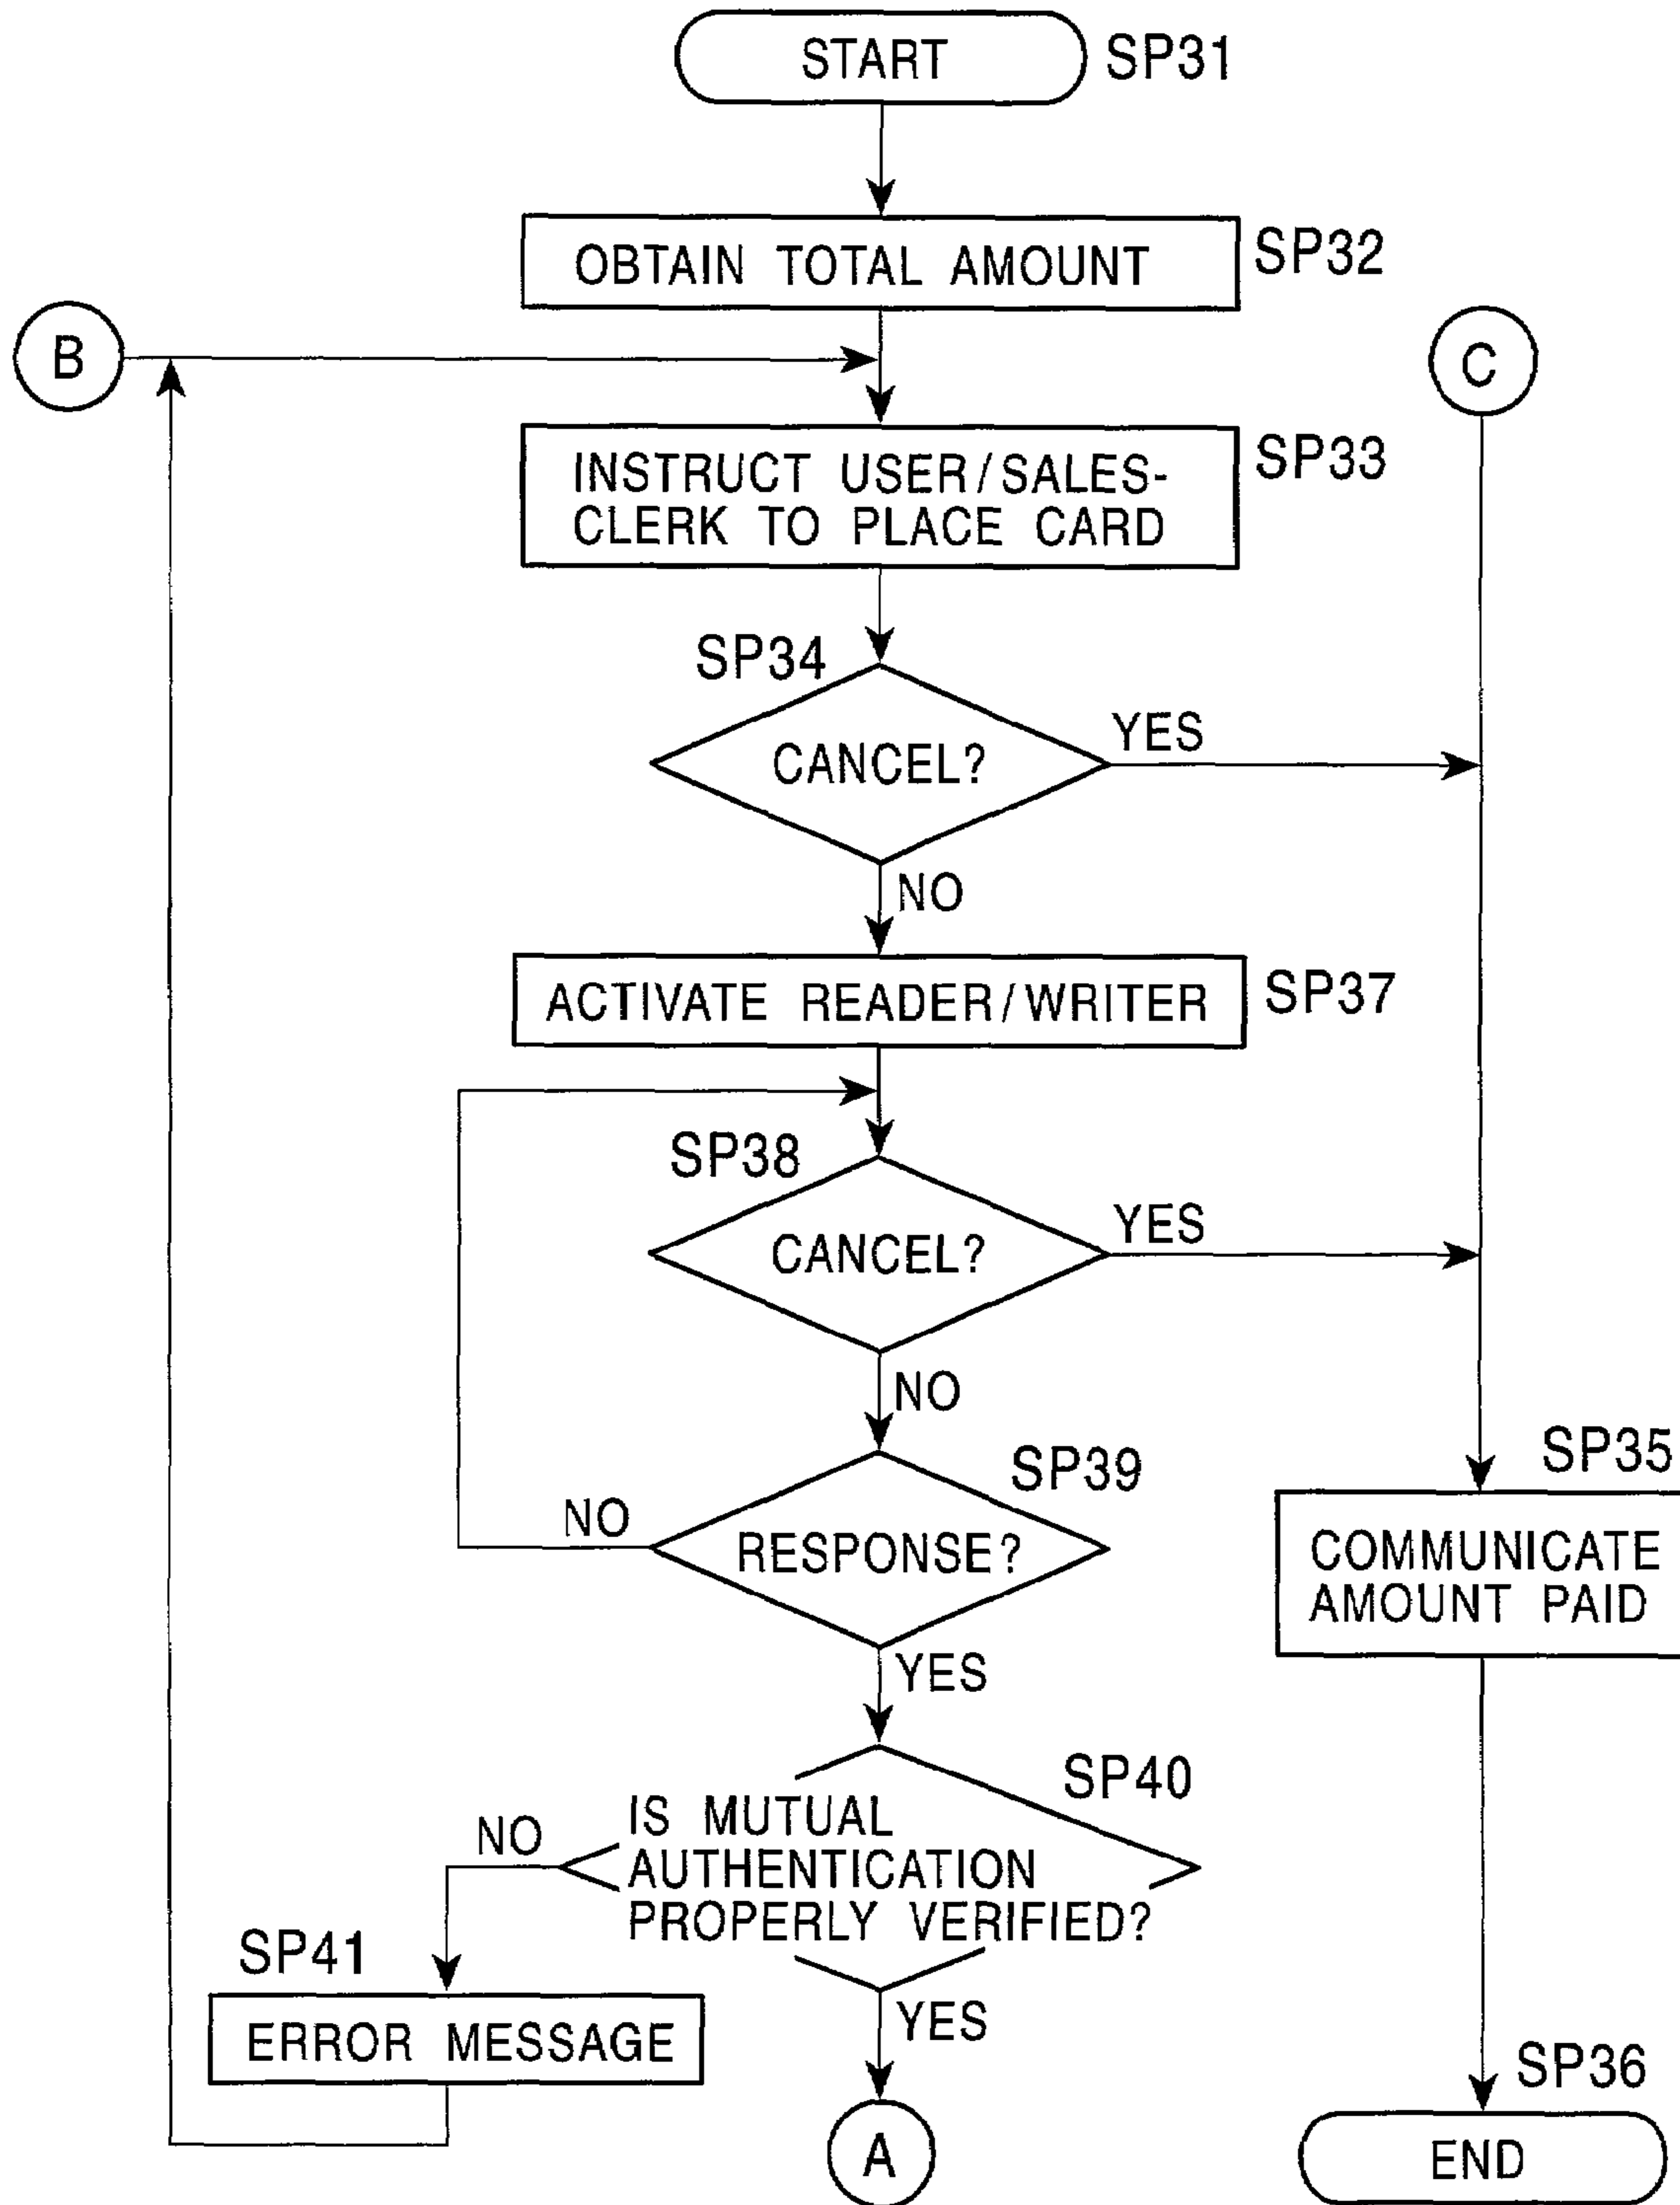 START SP31
OBTAIN TOTAL AMOUNT SP32
B
C
INSTRUCT USER/SALES-
CLERK TO PLACE CARD
SP33
SP34
CANCEL?
YES
NO
ACTIVATE READER/WRITER SP37
SP38
CANCEL?
YES
NO
SP39
RESPONSE?
NO
YES
SP35
COMMUNICATE
AMOUNT PAID
SP40
IS MUTUAL
AUTHENTICATION
PROPERLY VERIFIED?
NO
YES
SP41
ERROR MESSAGE
A
SP36
END